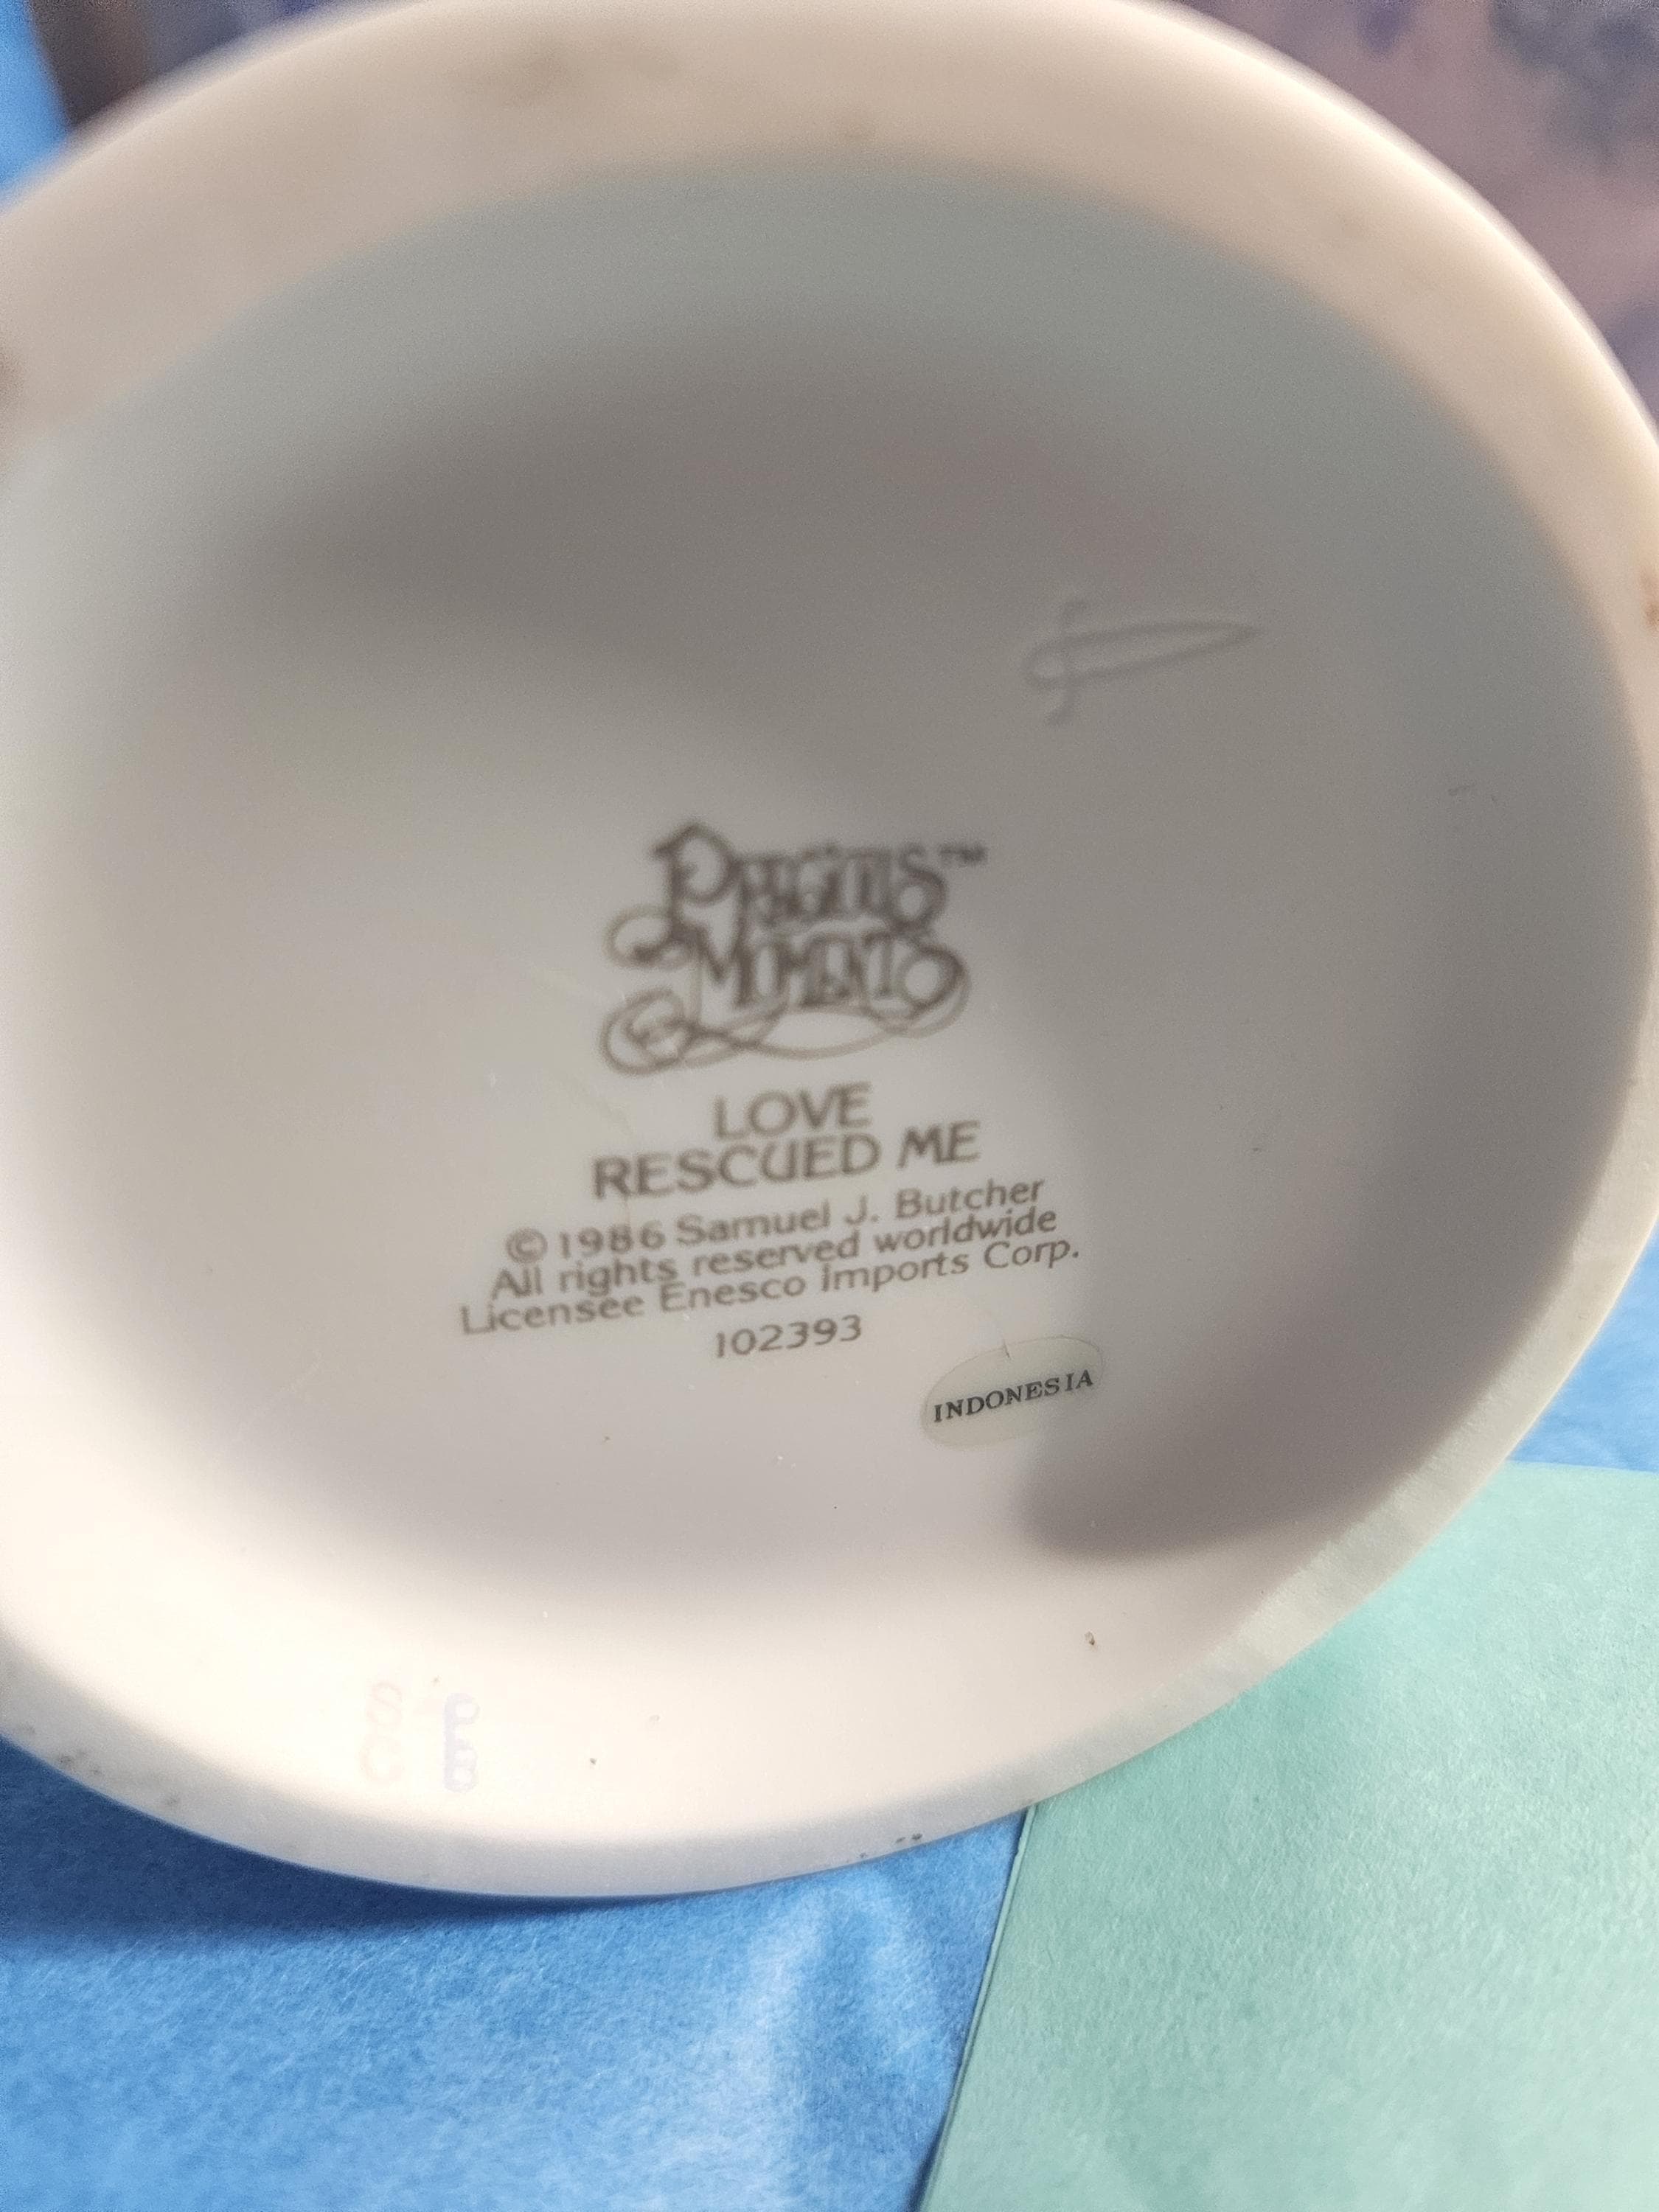 PRECIOUS™
MOMENTS
LOVE
RESCUED ME
©1986 Samuel J. Butcher
All rights reserved worldwide
Licensee Enesco Imports Corp.
102393
INDONESIA